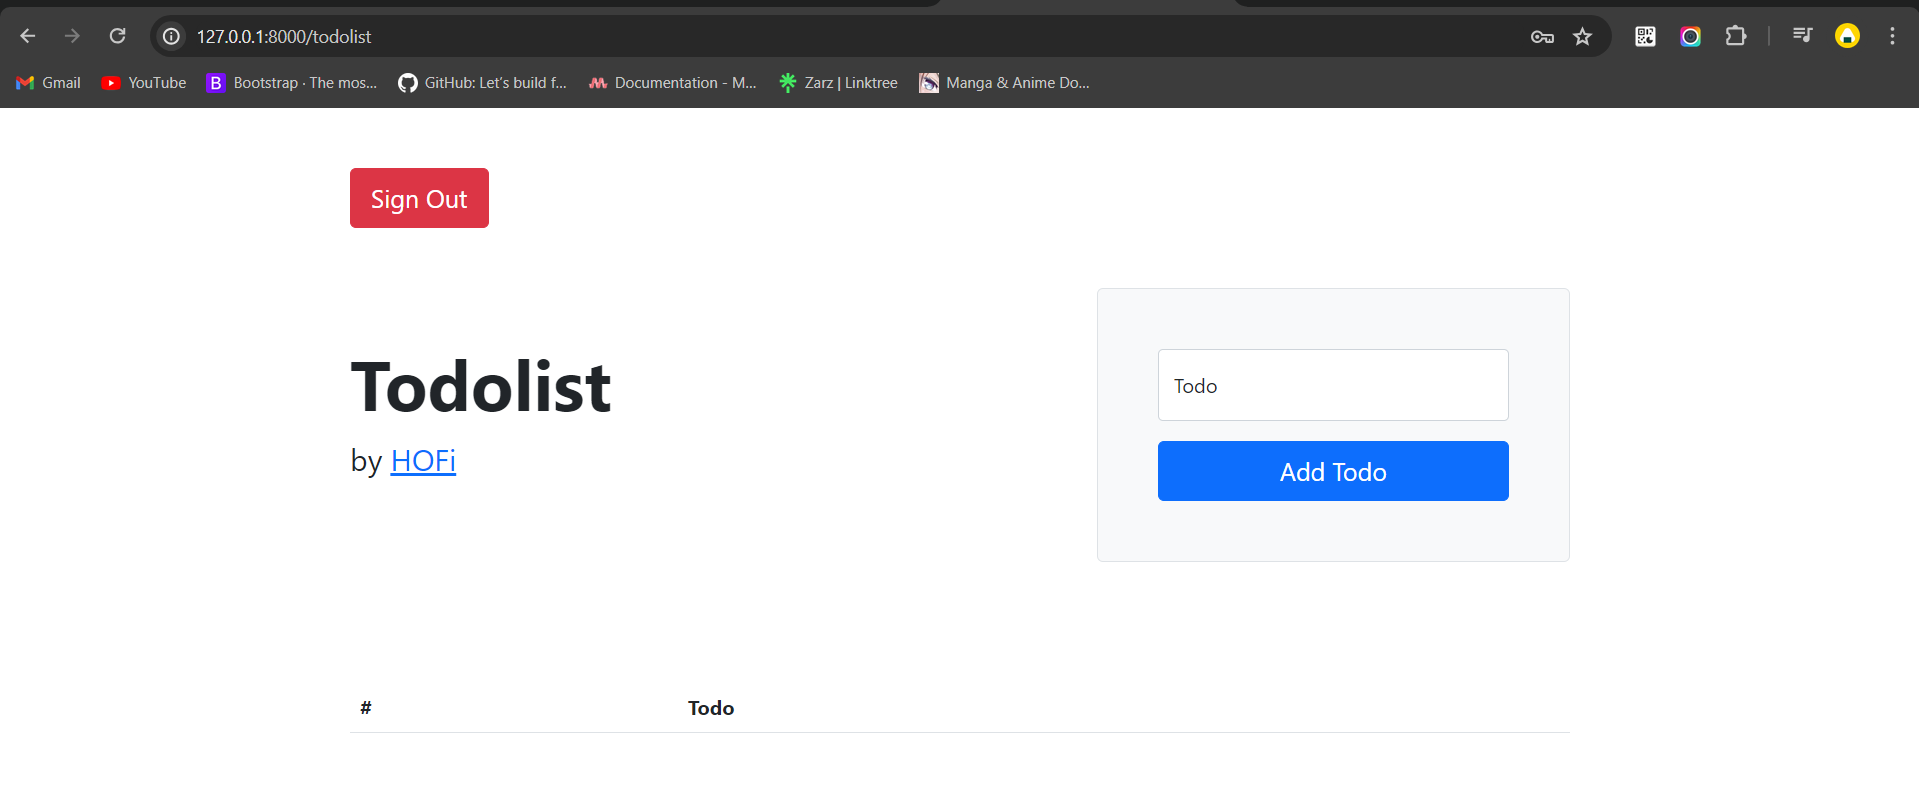 127.0.0.1:8000/todolist
Gmail YouTube Bootstrap · The mos... GitHub: Let's build f... Documentation - M... Zarz | Linktree Manga & Anime Do...
Sign Out
Todolist
by HOFi
Todo
Add Todo
# Todo